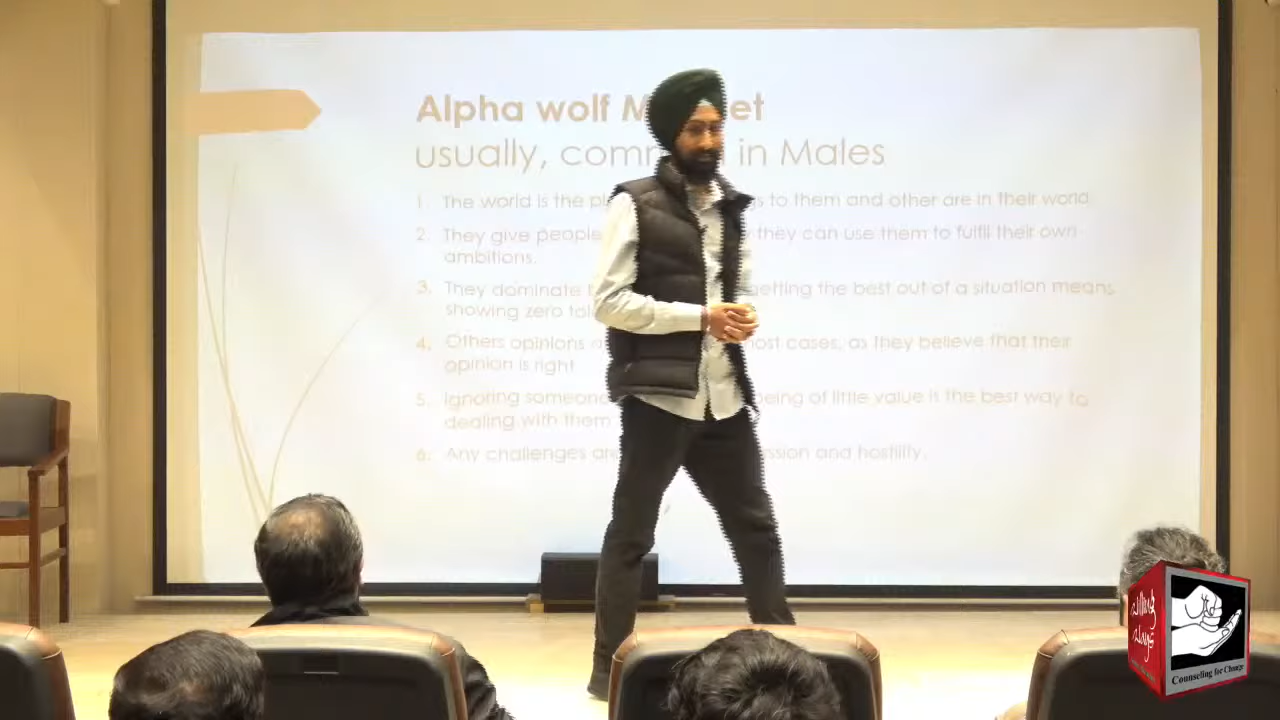 Alpha wolf M et
usually, comm in Males
1. The world is the s to them and other are in their world
2. They give people they can use them to fulfil their own
ambitions.
3. They dominate getting the best out of a situation means
showing zero
4. Others opinions most cases, as they believe that their
opinion is right
5. Ignoring someone being of little value is the best way to
dealing with them
6. Any challenges are ssion and hostility.
Counseling for Change